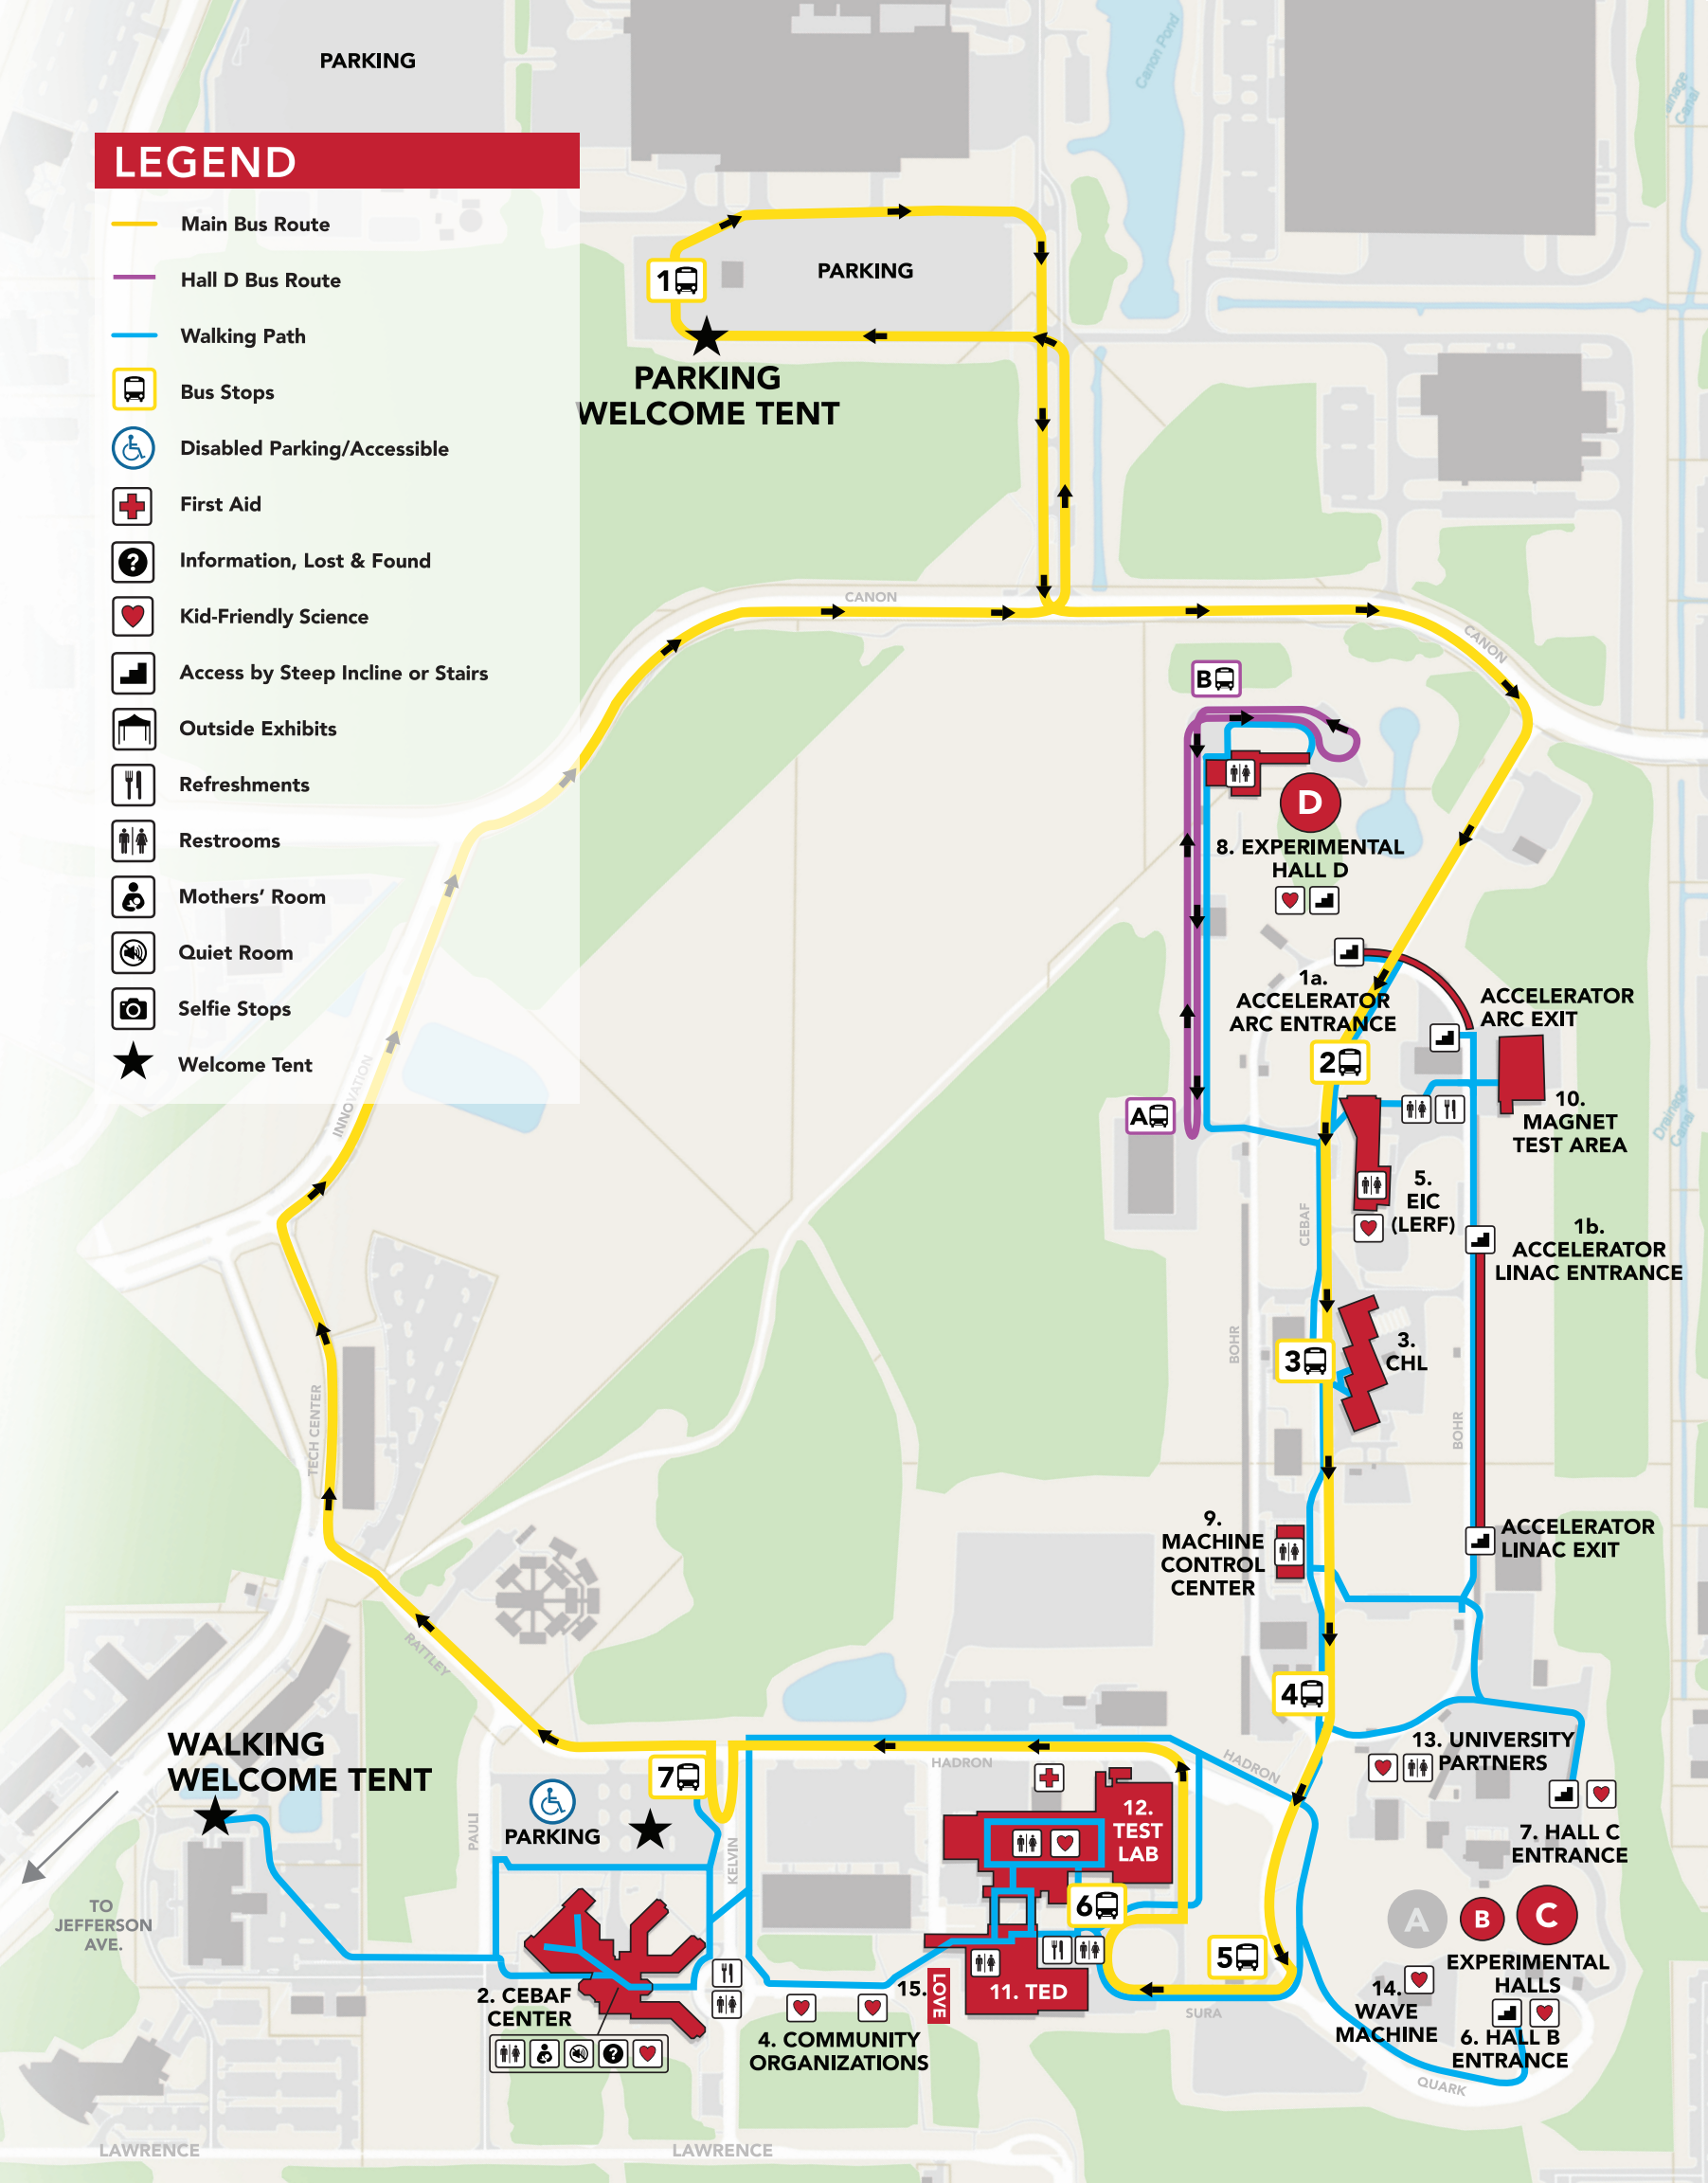 PARKING
Canon Pond
Drainage
Canal
LEGEND
Main Bus Route
Hall D Bus Route
Walking Path
Bus Stops
Disabled Parking/Accessible
First Aid
Information, Lost & Found
Kid-Friendly Science
Access by Steep Incline or Stairs
Outside Exhibits
Refreshments
Restrooms
Mothers' Room
Quiet Room
Selfie Stops
Welcome Tent
PARKING
1
PARKING
WELCOME TENT
CANON
CANON
B
D
8. EXPERIMENTAL
HALL D
1a.
ACCELERATOR
ARC ENTRANCE
ACCELERATOR
ARC EXIT
2
A
10.
MAGNET
TEST AREA
Drainage
Canal
INNOVATION
5.
EIC
(LERF)
CEBAF
1b.
ACCELERATOR
LINAC ENTRANCE
BOHR
3
3.
CHL
BOHR
TECH CENTER
9.
MACHINE
CONTROL
CENTER
ACCELERATOR
LINAC EXIT
RATTLEY
4
WALKING
WELCOME TENT
7
HADRON
HADRON
13. UNIVERSITY
PARTNERS
PARKING
PAULI
KELVIN
12.
TEST
LAB
7. HALL C
ENTRANCE
TO
JEFFERSON
AVE.
6
A
B
C
EXPERIMENTAL
HALLS
5
2. CEBAF
CENTER
15.
LOVE
11. TED
SURA
14.
WAVE
MACHINE
4. COMMUNITY
ORGANIZATIONS
6. HALL B
ENTRANCE
QUARK
LAWRENCE
LAWRENCE